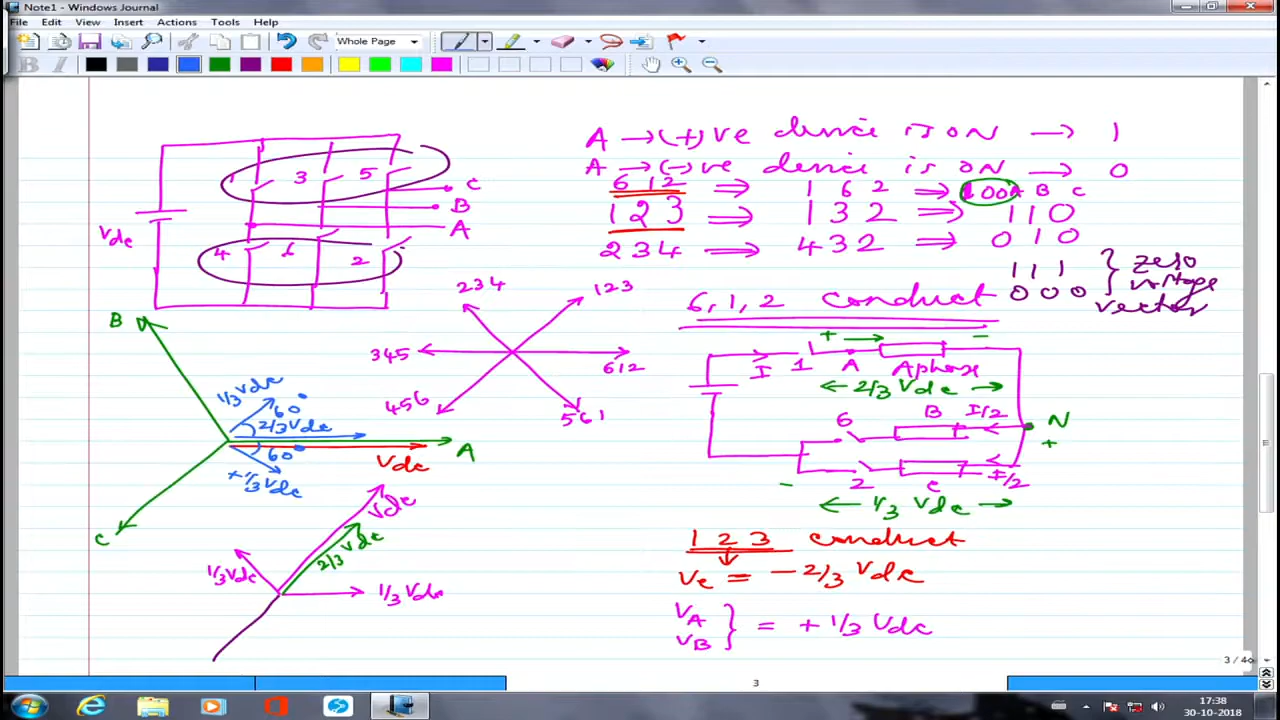 Note1 - Windows Journal
File Edit View Insert Actions Tools Help
Whole Page
A → (+)ve device is ON → 1
A → (-)ve device is ON → 0
6 1 2 ⇒ 1 6 2 ⇒ 100 A B C
1 2 3 ⇒ 1 3 2 ⇒ 1 1 0
2 3 4 ⇒ 4 3 2 ⇒ 0 1 0
1 1 1
0 0 0 } zero voltage vector
1 3 5
C
B
A
Vdc
4 6 2
234 123
345 612
456 561
6, 1, 2 conduct
+ → -
I 1 A A phase
← 2/3 Vdc →
6 B I/2 N
+
2 C I/2
-
← 1/3 Vdc →
B
1/3 Vdc
60°
2/3 Vdc
A
60° Vdc
+1/3 Vdc
C
Vdc
2/3 Vdc
1/3 Vdc
1/3 Vdc
1 2 3 conduct
Vc = -2/3 Vdc
VA
VB } = + 1/3 Vdc
3 / 40
3
17:38
30-10-2018